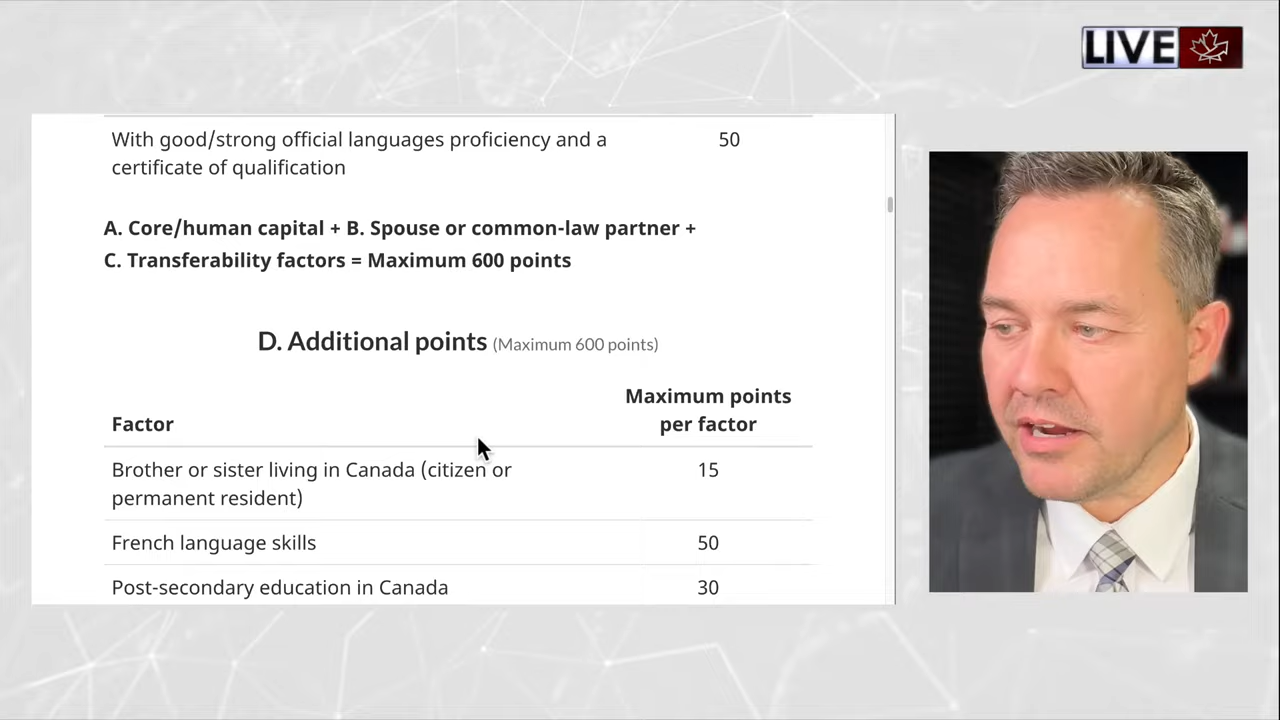 LIVE
With good/strong official languages proficiency and a 50
certificate of qualification
A. Core/human capital + B. Spouse or common-law partner +
C. Transferability factors = Maximum 600 points
D. Additional points (Maximum 600 points)
Maximum points
Factor per factor
Brother or sister living in Canada (citizen or 15
permanent resident)
French language skills 50
Post-secondary education in Canada 30